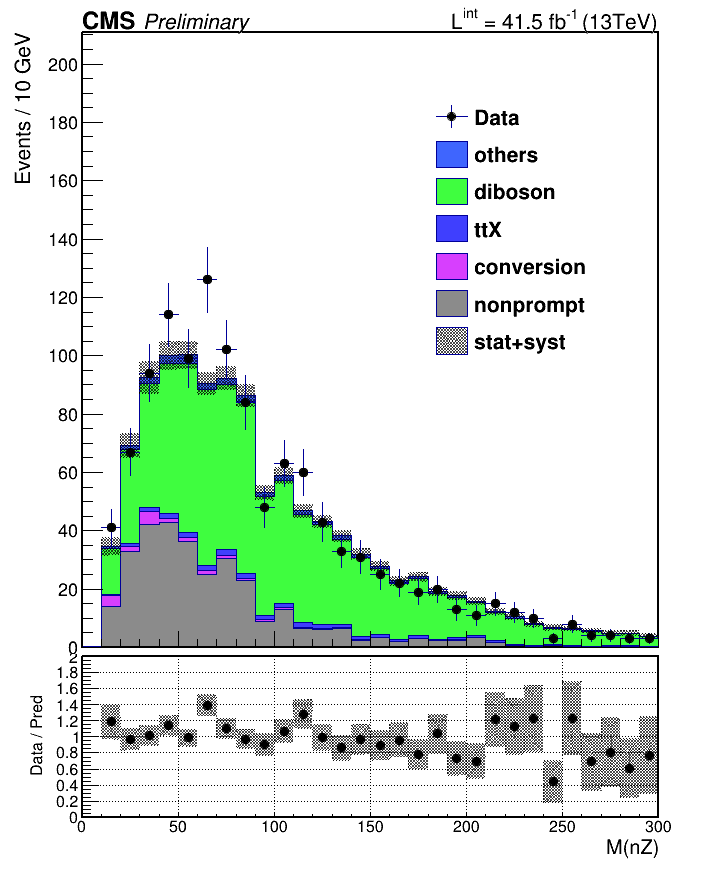 CMS Preliminary
L^int = 41.5 fb^-1 (13TeV)
Events / 10 GeV
200
180
160
140
120
100
80
60
40
20
0
Data
others
diboson
ttX
conversion
nonprompt
stat+syst
Data / Pred
2
1.8
1.6
1.4
1.2
1
0.8
0.6
0.4
0.2
0
0 50 100 150 200 250 300
M(nZ)